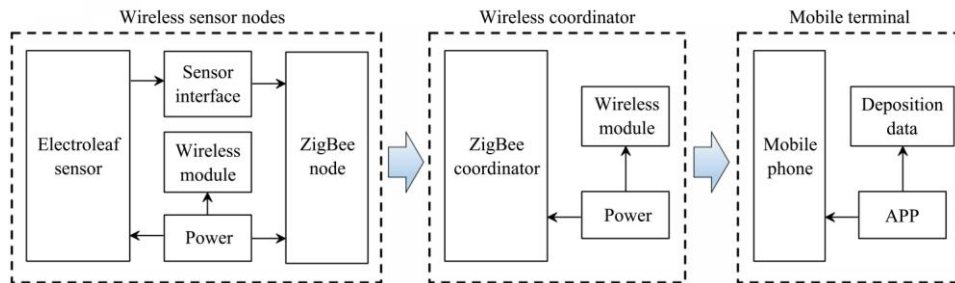 Wireless sensor nodes
Electroleaf
sensor
Sensor
interface
Wireless
module
Power
ZigBee
node
Wireless coordinator
ZigBee
coordinator
Wireless
module
Power
Mobile terminal
Mobile
phone
Deposition
data
APP